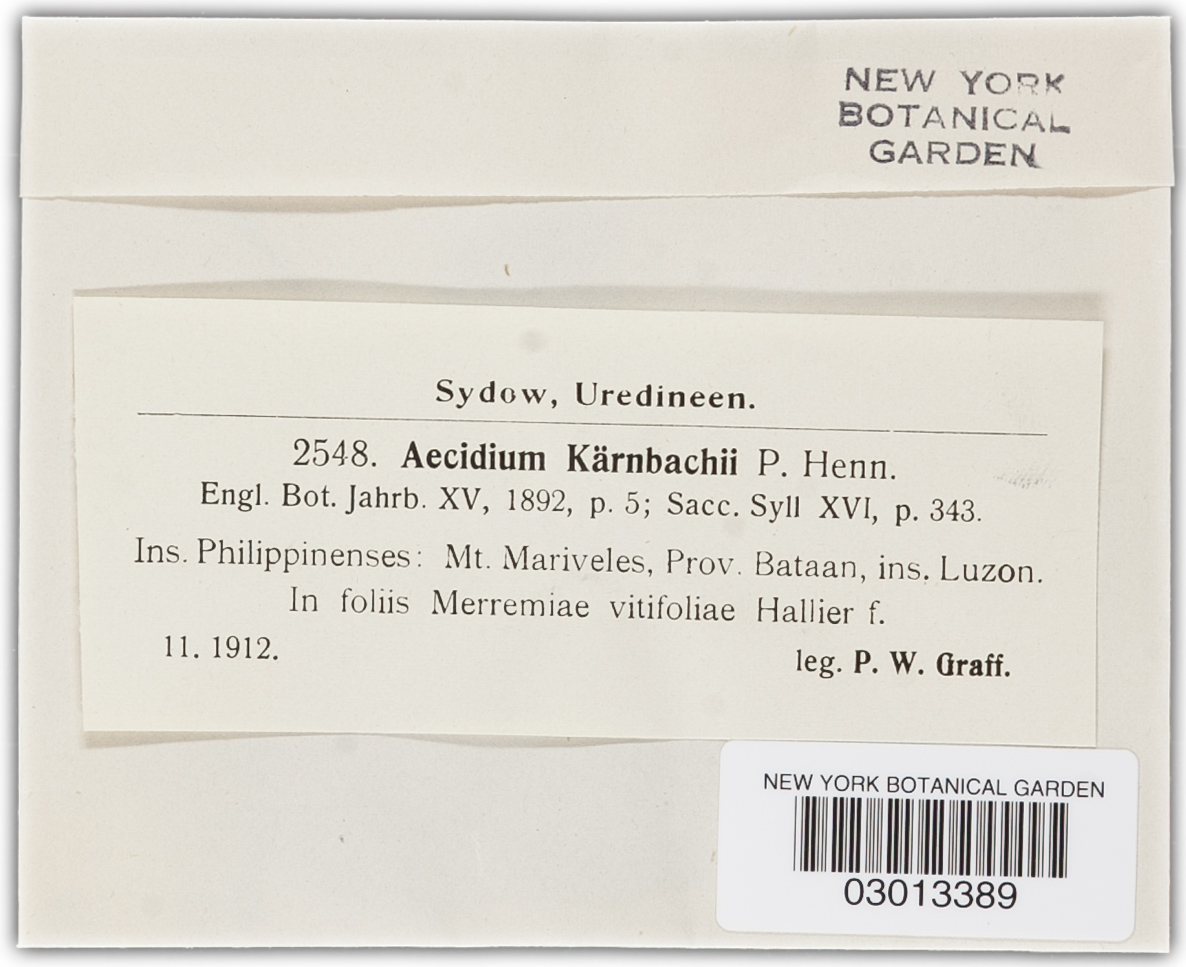 NEW YORK
BOTANICAL
GARDEN
Sydow, Uredineen.
2548. Aecidium Kärnbachii P. Henn.
Engl. Bot. Jahrb. XV, 1892, p. 5; Sacc. Syll XVI, p. 343.
Ins. Philippinenses: Mt. Mariveles, Prov. Bataan, ins. Luzon.
In foliis Merremiae vitifoliae Hallier f.
11. 1912. leg. P. W. Graff.
NEW YORK BOTANICAL GARDEN
03013389